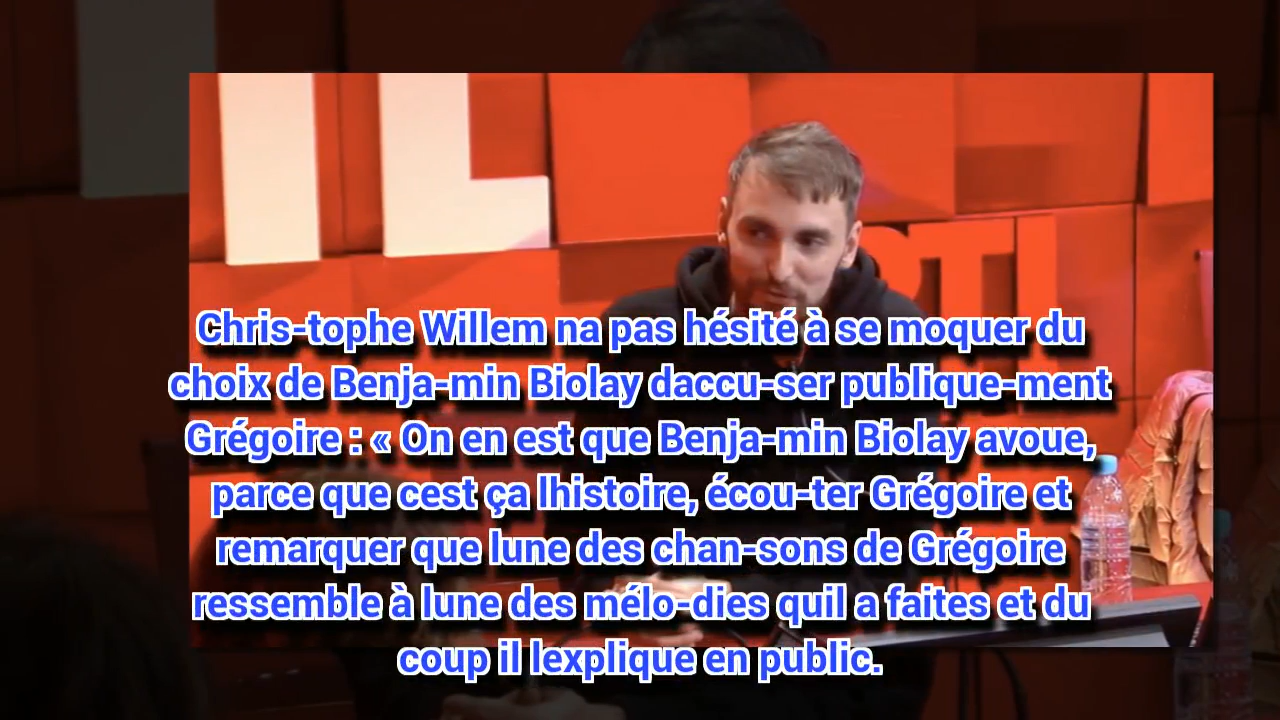 IL
RTL
Chris-tophe Willem na pas hésité à se moquer du
choix de Benja-min Biolay daccu-ser publique-ment
Grégoire : « On en est que Benja-min Biolay avoue,
parce que cest ça lhistoire, écou-ter Grégoire et
remarquer que lune des chan-sons de Grégoire
ressemble à lune des mélo-dies quil a faites et du
coup il lexplique en public.